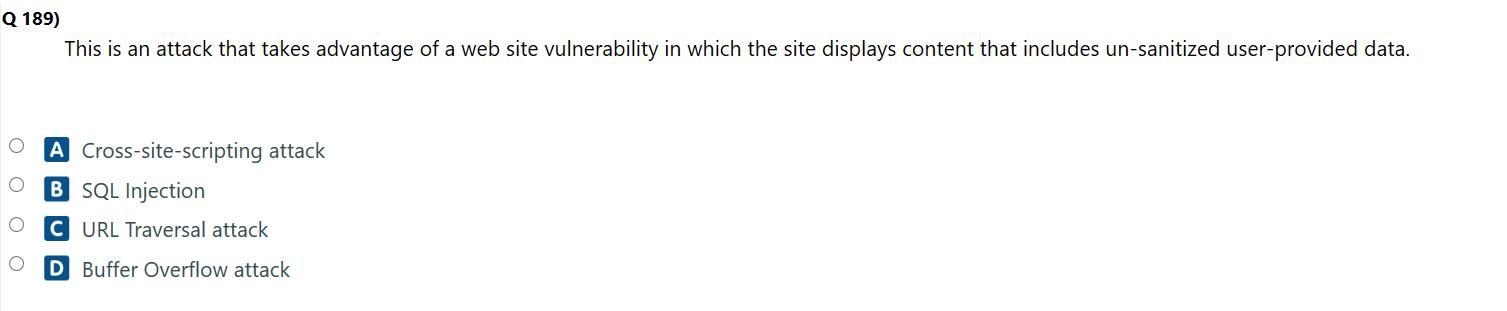 Q 189)
This is an attack that takes advantage of a web site vulnerability in which the site displays content that includes un-sanitized user-provided data.
A Cross-site-scripting attack
B SQL Injection
C URL Traversal attack
D Buffer Overflow attack